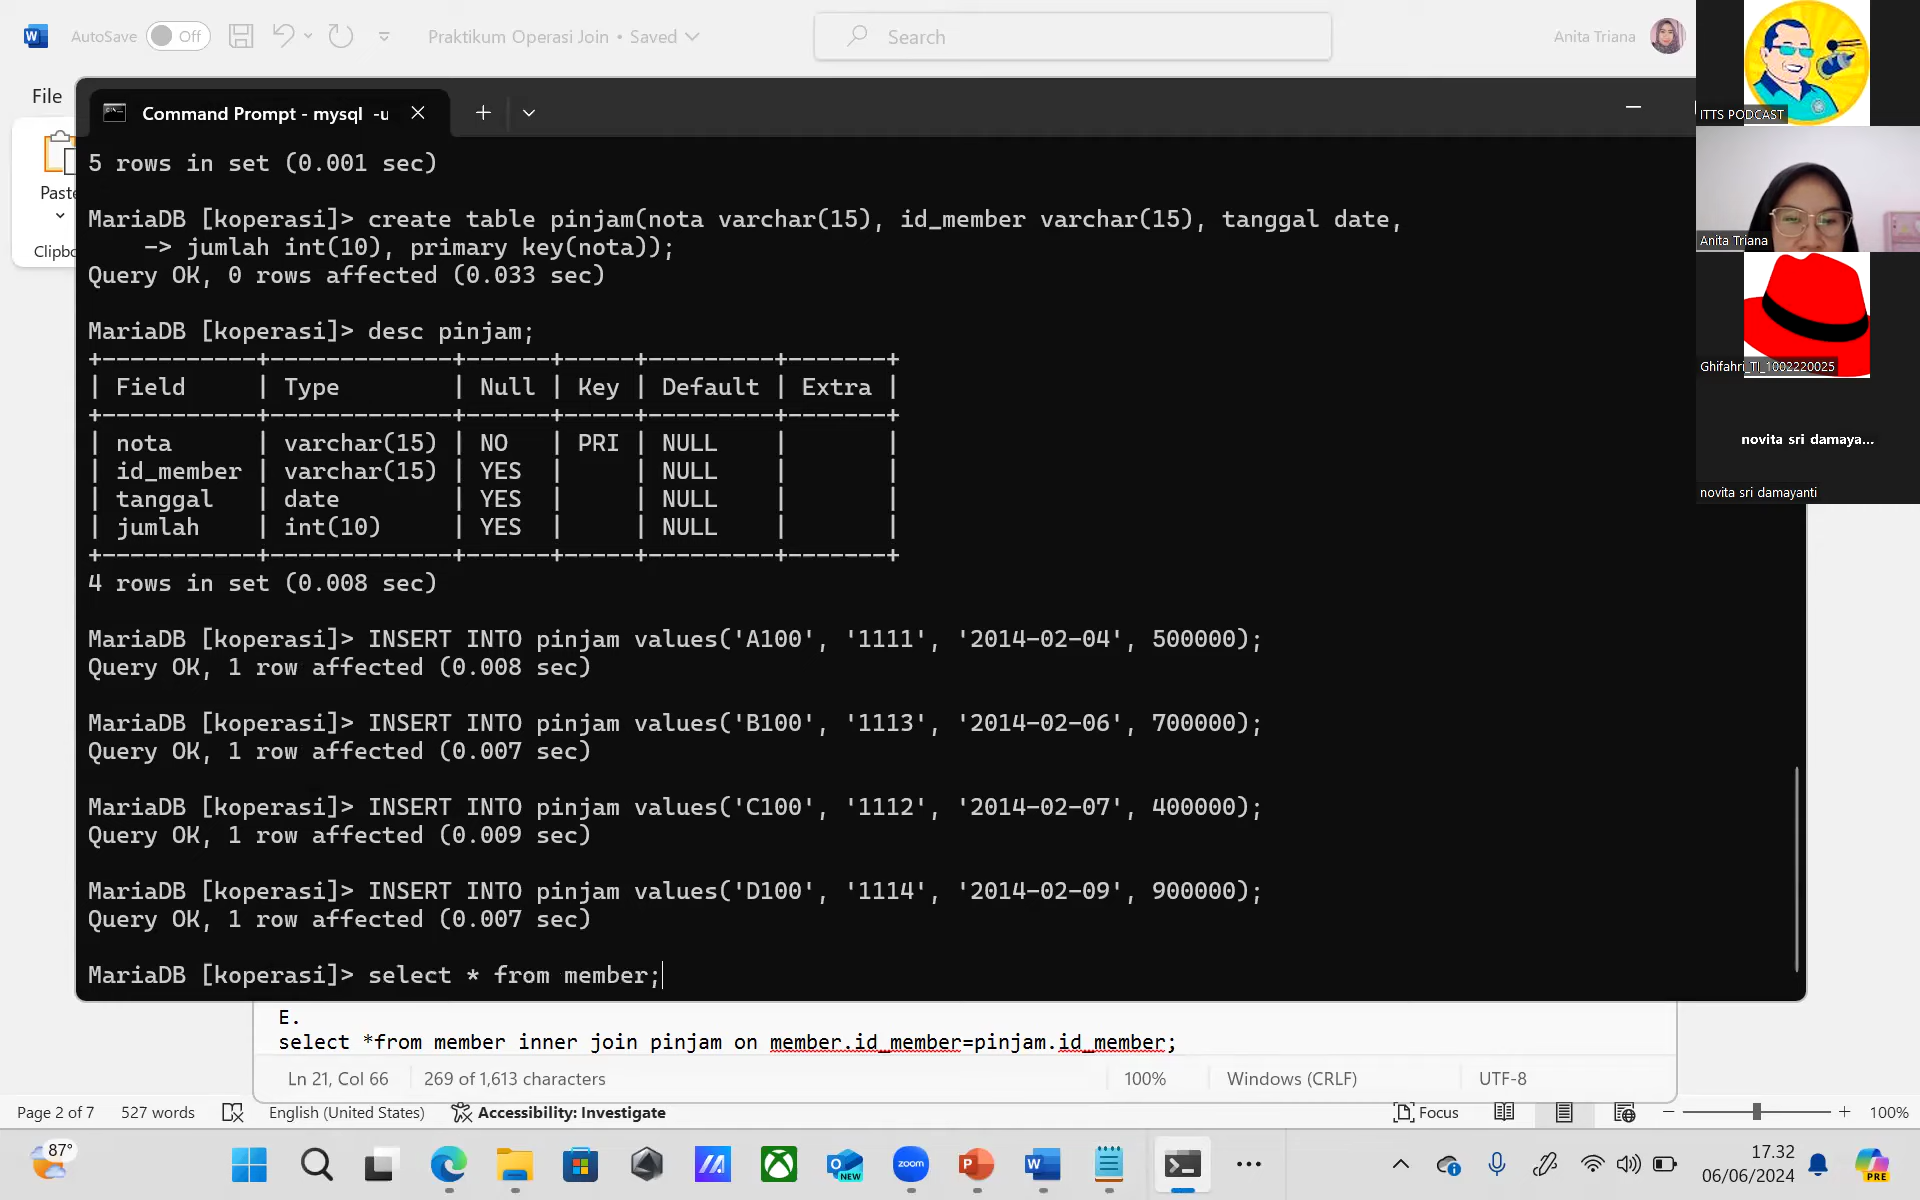 AutoSave Off Praktikum Operasi Join • Saved Search Anita Triana
File
Paste
Command Prompt - mysql -u
5 rows in set (0.001 sec)
MariaDB [koperasi]> create table pinjam(nota varchar(15), id_member varchar(15), tanggal date,
    -> jumlah int(10), primary key(nota));
Query OK, 0 rows affected (0.033 sec)
MariaDB [koperasi]> desc pinjam;
+-----------+-------------+------+-----+---------+-------+
| Field     | Type        | Null | Key | Default | Extra |
+-----------+-------------+------+-----+---------+-------+
| nota      | varchar(15) | NO   | PRI | NULL    |       |
| id_member | varchar(15) | YES  |     | NULL    |       |
| tanggal   | date        | YES  |     | NULL    |       |
| jumlah    | int(10)     | YES  |     | NULL    |       |
+-----------+-------------+------+-----+---------+-------+
4 rows in set (0.008 sec)
MariaDB [koperasi]> INSERT INTO pinjam values('A100', '1111', '2014-02-04', 500000);
Query OK, 1 row affected (0.008 sec)
MariaDB [koperasi]> INSERT INTO pinjam values('B100', '1113', '2014-02-06', 700000);
Query OK, 1 row affected (0.007 sec)
MariaDB [koperasi]> INSERT INTO pinjam values('C100', '1112', '2014-02-07', 400000);
Query OK, 1 row affected (0.009 sec)
MariaDB [koperasi]> INSERT INTO pinjam values('D100', '1114', '2014-02-09', 900000);
Query OK, 1 row affected (0.007 sec)
MariaDB [koperasi]> select * from member;
ITTS PODCAST
Anita Triana
Ghifahri_TI_1002220025
novita sri damaya...
novita sri damayanti
Clipbo
E.
select *from member inner join pinjam on member.id_member=pinjam.id_member;
Ln 21, Col 66 269 of 1,613 characters 100% Windows (CRLF) UTF-8
Page 2 of 7 527 words English (United States) Accessibility: Investigate Focus 100%
87°
NEW
zoom
17.32
06/06/2024
PRE